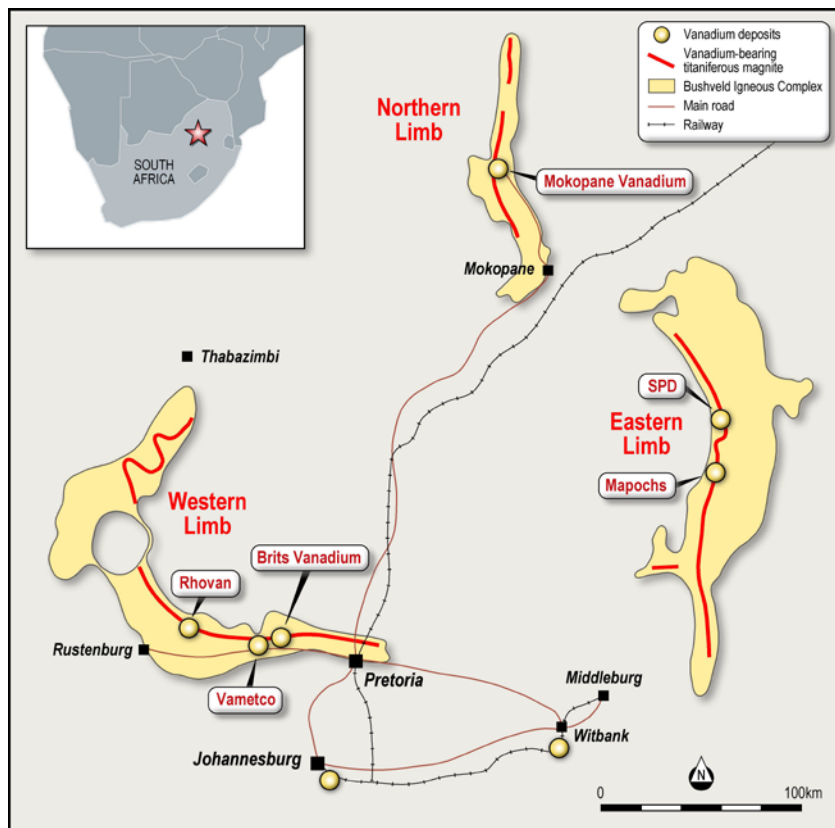 SOUTH
AFRICA
Vanadium deposits
Vanadium-bearing
titaniferous magnite
Bushveld Igneous Complex
Main road
Railway
Northern
Limb
Mokopane Vanadium
Mokopane
Thabazimbi
SPD
Eastern
Limb
Mapochs
Western
Limb
Brits Vanadium
Rhovan
Rustenburg
Vametco
Pretoria
Middleburg
Witbank
Johannesburg
N
0 100km